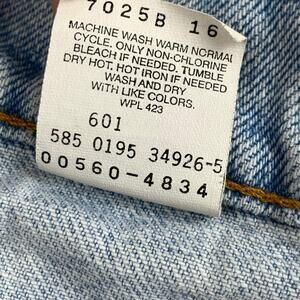 7025B 16
MACHINE WASH WARM NORMAL
CYCLE. ONLY NON-CHLORINE
BLEACH IF NEEDED. TUMBLE
DRY HOT. HOT IRON IF NEEDED
WASH AND DRY
WITH LIKE COLORS.
WPL 423
601
585 0195 34926-5
00560-4834